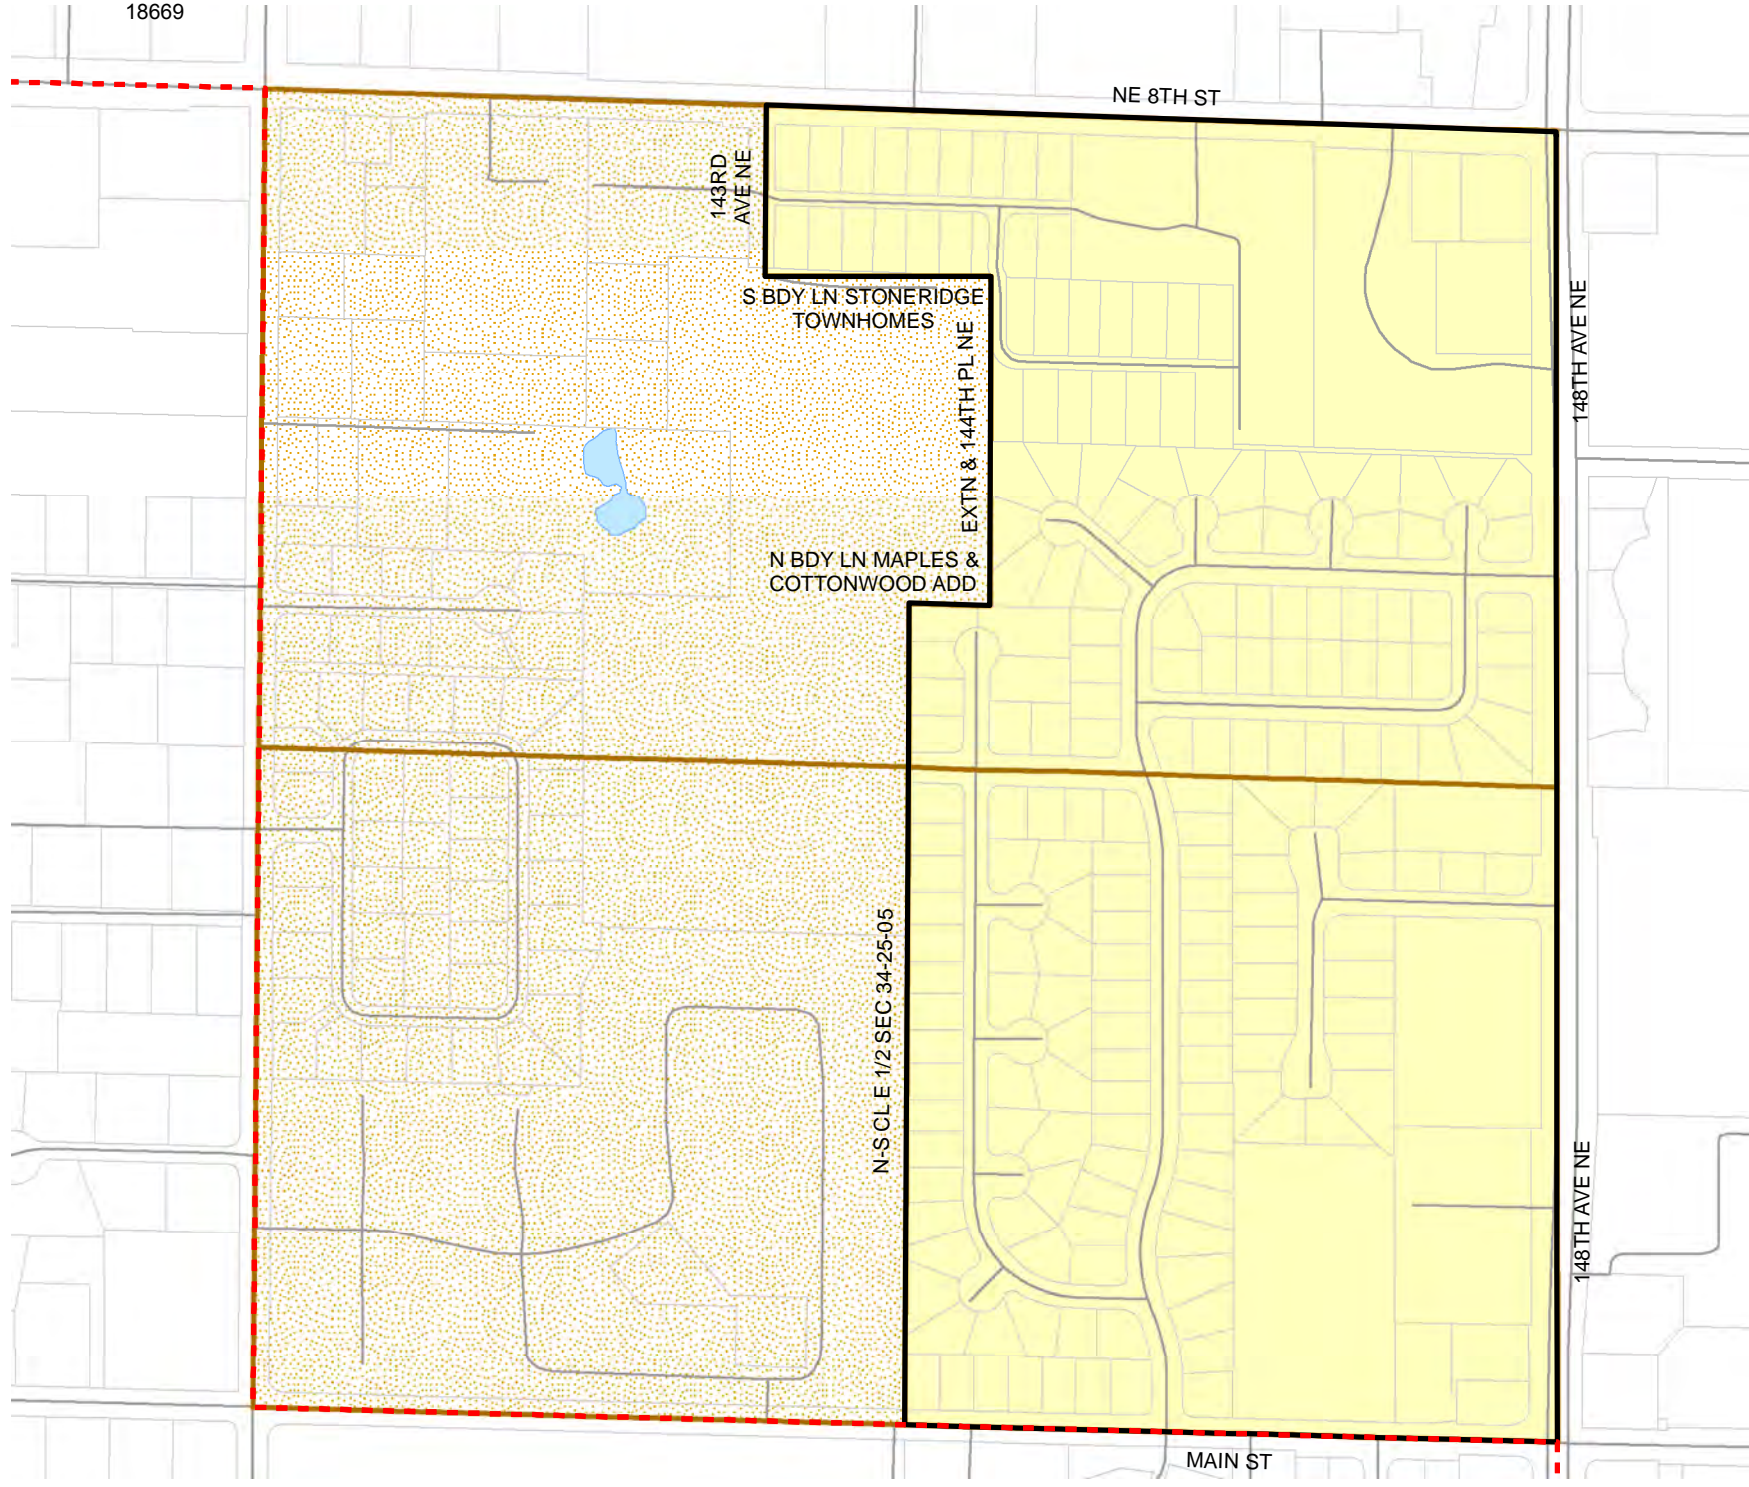 18669
NE 8TH ST
143RD
AVE NE
S BDY LN STONERIDGE
TOWNHOMES
148TH AVE NE
EXTN & 144TH PL NE
N BDY LN MAPLES &
COTTONWOOD ADD
N-S CL E 1/2 SEC 34-25-05
148TH AVE NE
MAIN ST